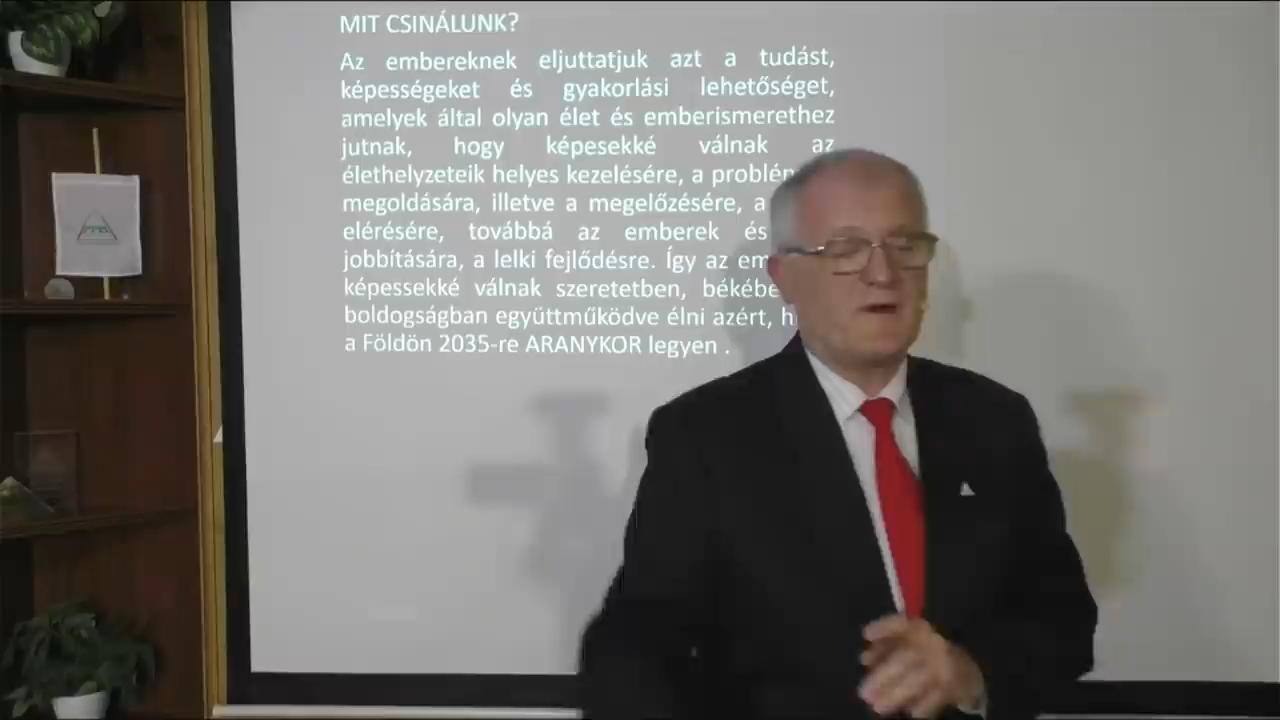 MIT CSINÁLUNK?
Az embereknek eljuttatjuk azt a tudást,
képességeket és gyakorlási lehetőséget,
amelyek által olyan élet és emberismerethez
jutnak, hogy képesekké válnak az
élethelyzeteik helyes kezelésére, a
megoldására, illetve a megelőzésére, a
elérésére, továbbá az emberek és
jobbítására, a lelki fejlődésre. Így az
képessekké válnak szeretetben,
boldogságban együttműködve élni azért,
a Földön 2035-re ARANYKOR legyen .